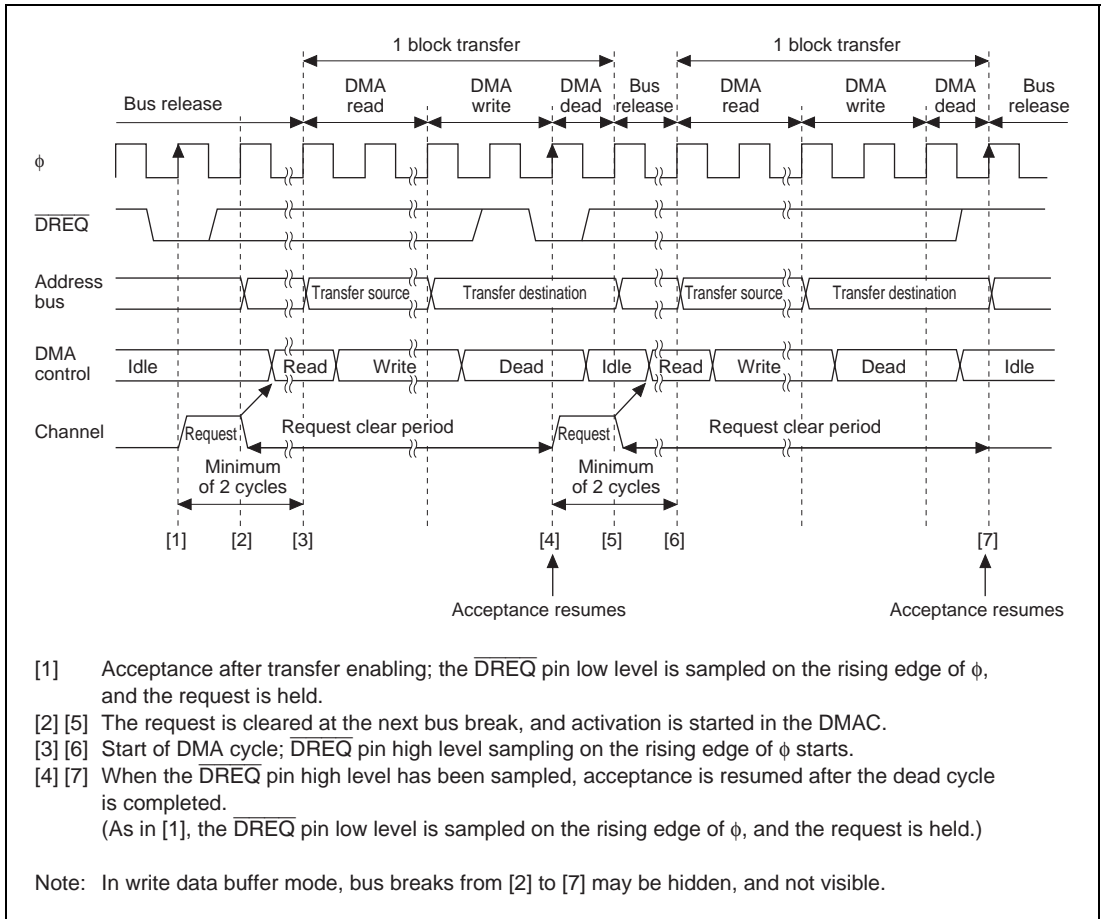 1 block transfer 1 block transfer
DMA DMA DMA Bus DMA DMA DMA Bus
Bus release read write dead release read write dead release
ϕ
DREQ
Address
bus Transfer source Transfer destination Transfer source Transfer destination
DMA
control Idle Read Write Dead Idle Read Write Dead Idle
Channel Request Request clear period Request Request clear period
Minimum Minimum
of 2 cycles of 2 cycles
[1] [2] [3] [4] [5] [6] [7]
Acceptance resumes Acceptance resumes
[1] Acceptance after transfer enabling; the DREQ pin low level is sampled on the rising edge of ϕ,
and the request is held.
[2] [5] The request is cleared at the next bus break, and activation is started in the DMAC.
[3] [6] Start of DMA cycle; DREQ pin high level sampling on the rising edge of ϕ starts.
[4] [7] When the DREQ pin high level has been sampled, acceptance is resumed after the dead cycle
is completed.
(As in [1], the DREQ pin low level is sampled on the rising edge of ϕ, and the request is held.)
Note: In write data buffer mode, bus breaks from [2] to [7] may be hidden, and not visible.